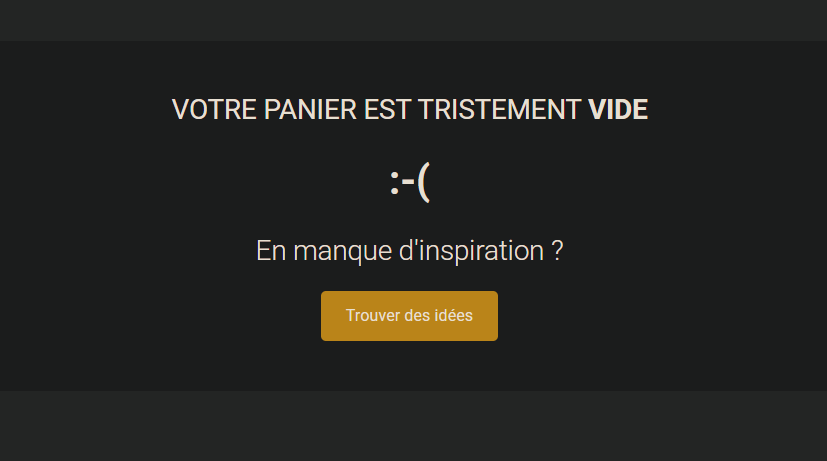 VOTRE PANIER EST TRISTEMENT VIDE
:-(
En manque d'inspiration ?
Trouver des idées